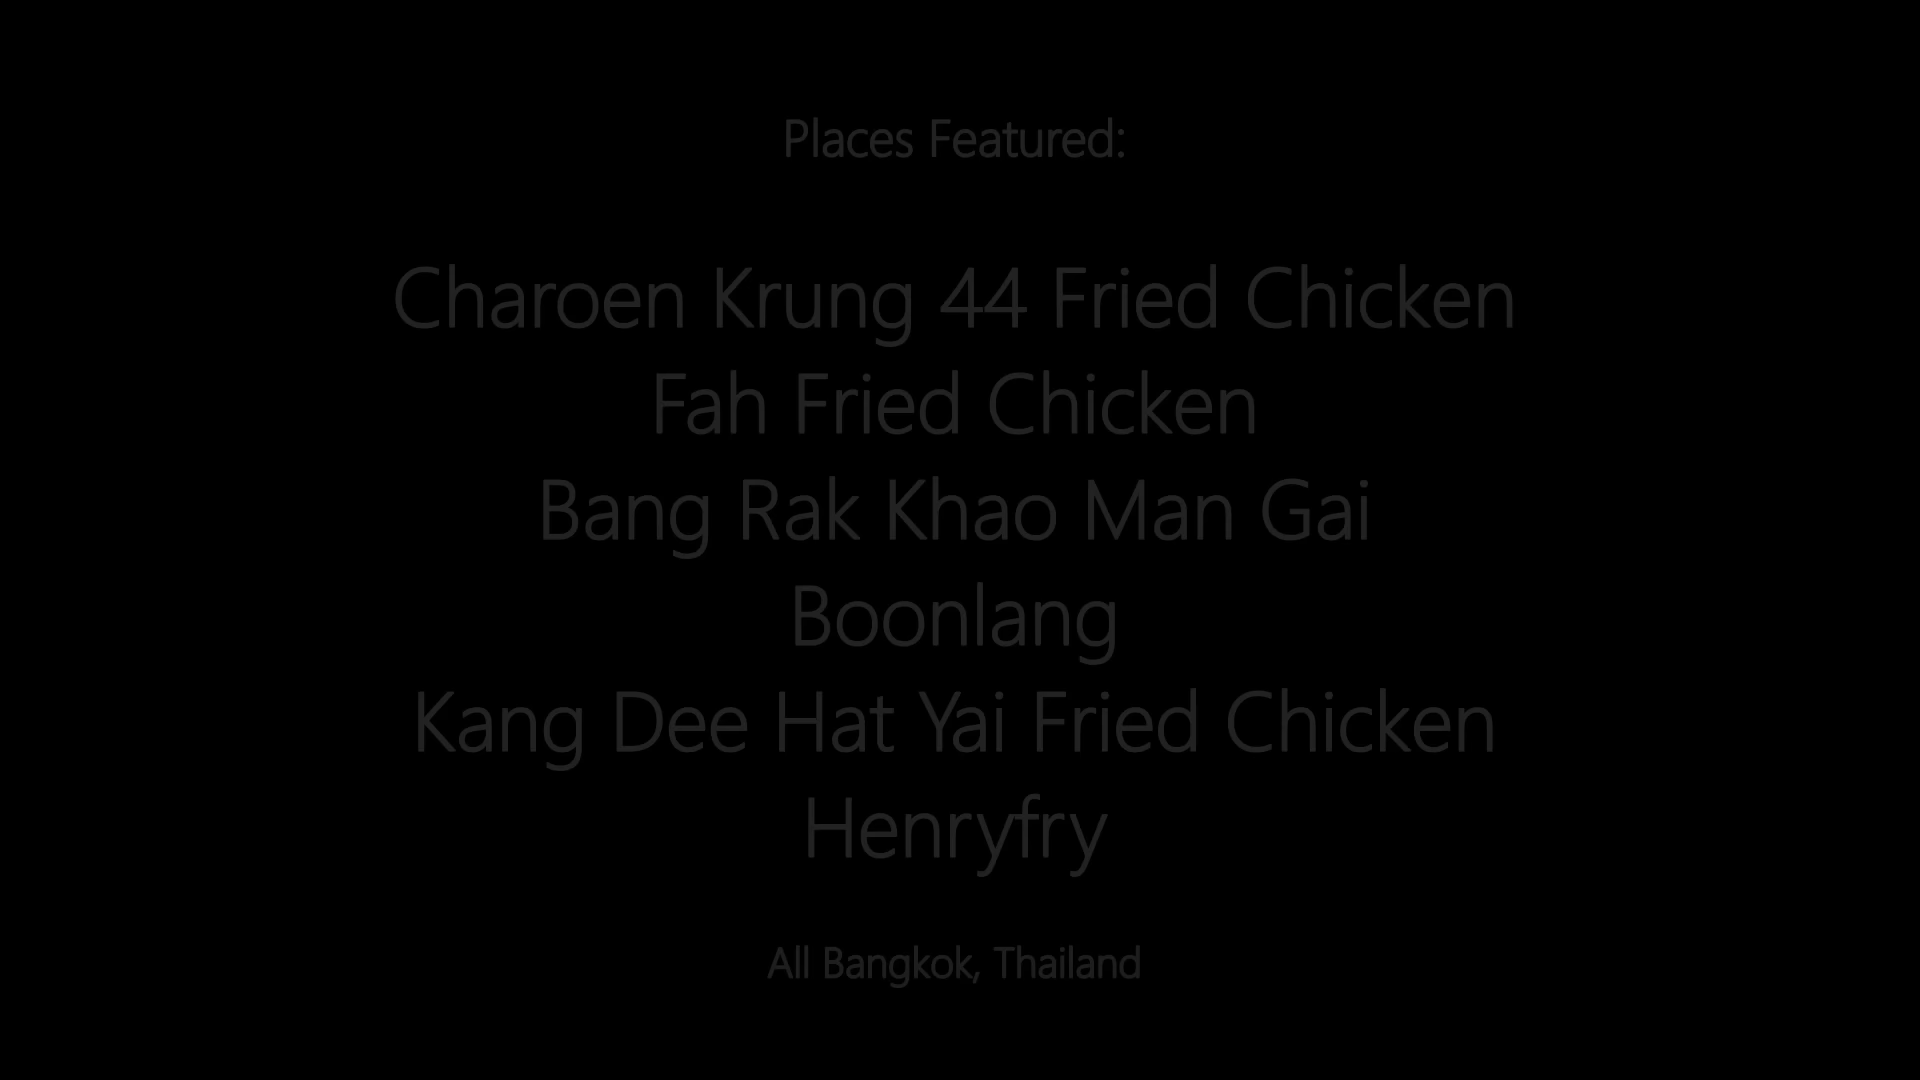 Places Featured:
Charoen Krung 44 Fried Chicken
Fah Fried Chicken
Bang Rak Khao Man Gai
Boonlang
Kang Dee Hat Yai Fried Chicken
Henryfry
All Bangkok, Thailand